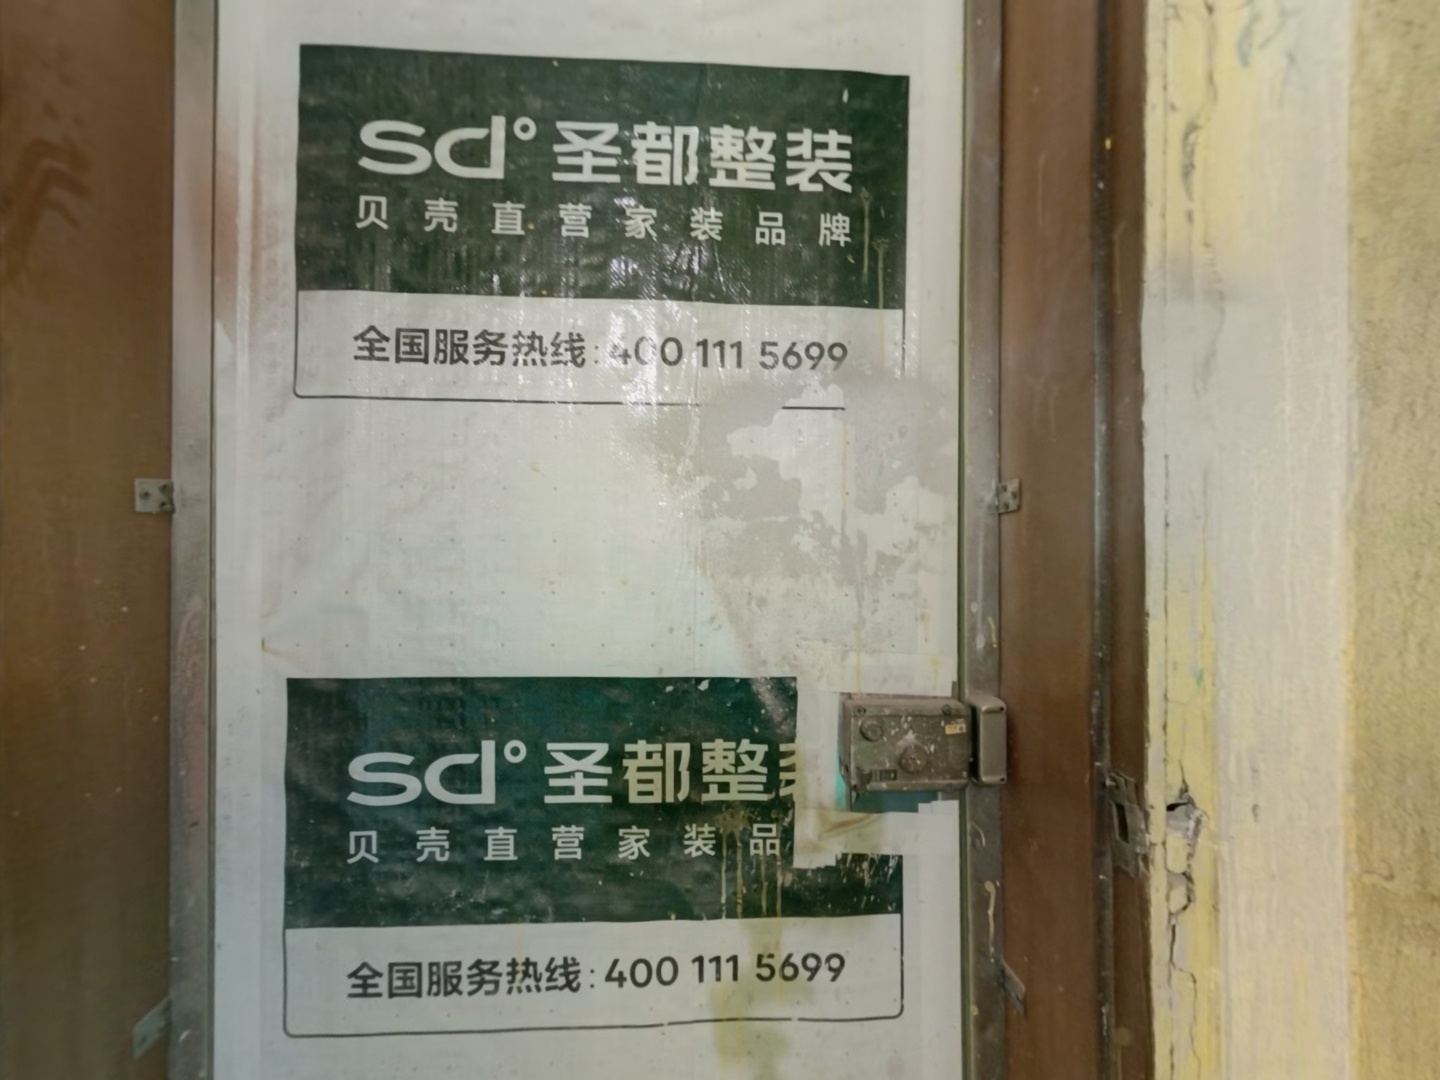 sd°圣都整装
贝壳直营家装品牌
全国服务热线:400 111 5699
sd°圣都整
贝壳直营家装品
全国服务热线:400 111 5699